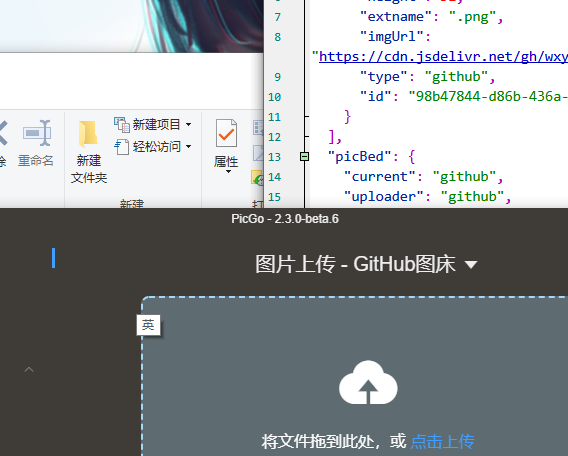 7 "extname": ".png",
8 "imgUrl":
"https://cdn.jsdelivr.net/gh/wxy
9 "type": "github",
10 "id": "98b47844-d86b-436a-
11 }
12 ],
13 "picBed": {
14 "current": "github",
15 "uploader": "github",
重命名
新建
文件夹
新建项目
轻松访问
新建
属性
PicGo - 2.3.0-beta.6
图片上传 - GitHub图床
英
将文件拖到此处，或 点击上传